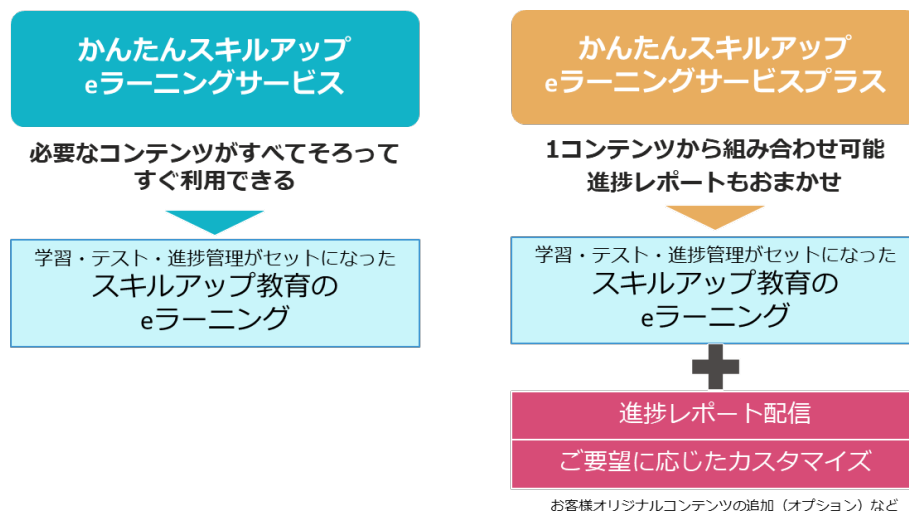 かんたんスキルアップ
eラーニングサービス
必要なコンテンツがすべてそろって
すぐ利用できる
学習・テスト・進捗管理がセットになった
スキルアップ教育の
eラーニング
かんたんスキルアップ
eラーニングサービスプラス
1コンテンツから組み合わせ可能
進捗レポートもおまかせ
学習・テスト・進捗管理がセットになった
スキルアップ教育の
eラーニング
進捗レポート配信
ご要望に応じたカスタマイズ
お客様オリジナルコンテンツの追加（オプション）など